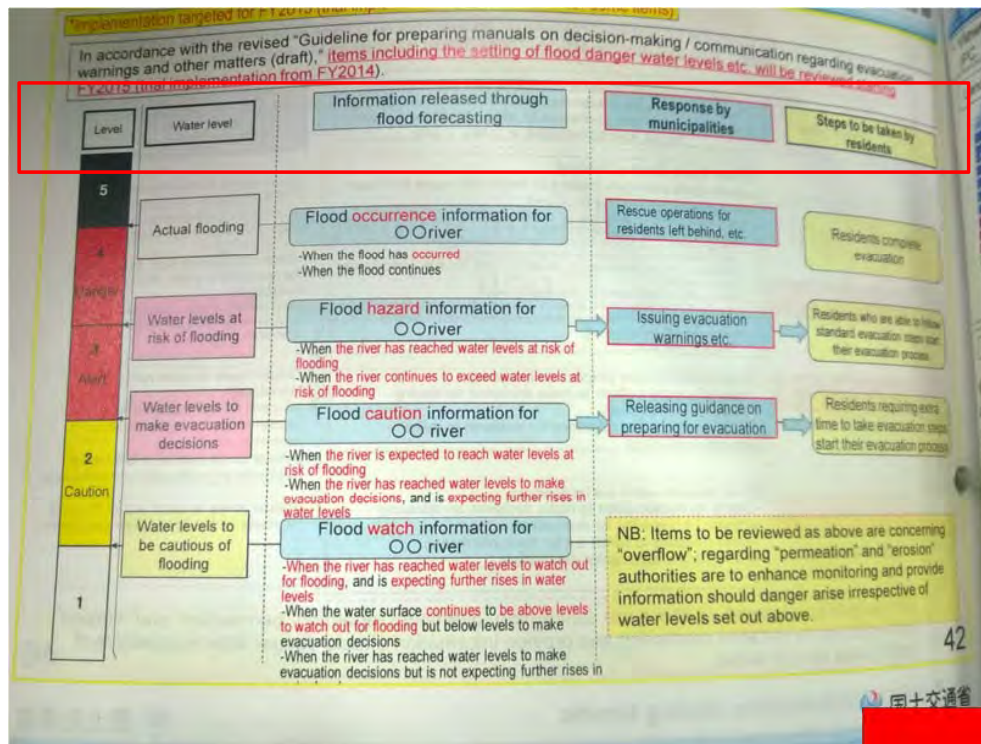 *Implementation targeted for FY2015
In accordance with the revised "Guideline for preparing manuals on decision-making / communication regarding evacuation
warnings and other matters (draft)," items including the setting of flood danger water levels etc. will be reviewed starting
FY2015 (trial implementation from FY2014).
Level
Water level
Information released through
flood forecasting
Response by
municipalities
Steps to be taken by
residents
5
Actual flooding
Flood occurrence information for
〇〇river
-When the flood has occurred
-When the flood continues
Rescue operations for
residents left behind, etc.
Residents complete
evacuation
4
Danger
Water levels at
risk of flooding
Flood hazard information for
〇〇river
-When the river has reached water levels at risk of
flooding
-When the river continues to exceed water levels at
risk of flooding
Issuing evacuation
warnings etc.
Residents who are able to follow
standard evacuation steps start
their evacuation process
3
Alert
Water levels to
make evacuation
decisions
Flood caution information for
〇〇 river
-When the river is expected to reach water levels at
risk of flooding
-When the river has reached water levels to make
evacuation decisions, and is expecting further rises in
water levels
Releasing guidance on
preparing for evacuation
Residents requiring extra
time to take evacuation steps
start their evacuation process
2
Caution
Water levels to
be cautious of
flooding
Flood watch information for
〇〇 river
-When the river has reached water levels to watch out
for flooding, and is expecting further rises in water
levels
-When the water surface continues to be above levels
to watch out for flooding but below levels to make
evacuation decisions
-When the river has reached water levels to make
evacuation decisions but is not expecting further rises in
1
NB: Items to be reviewed as above are concerning
"overflow"; regarding "permeation" and "erosion"
authorities are to enhance monitoring and provide
information should danger arise irrespective of
water levels set out above.
42
国土交通省